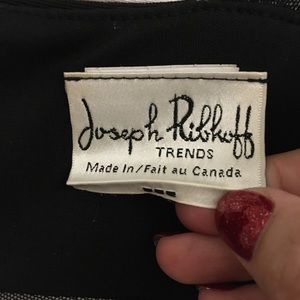 Joseph Ribkoff
TRENDS
Made In/Fait au Canada